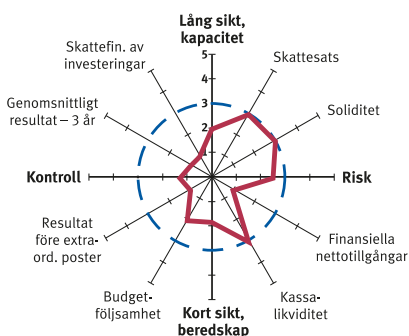 Lång sikt,
kapacitet
Skattefin. av
investeringar
Skattesats
Genomsnittligt
resultat – 3 år
Soliditet
5
4
3
2
1
Kontroll
Risk
Resultat
före extra-
ord. poster
Finansiella
nettotillgångar
Budget-
följsamhet
Kassa-
likviditet
Kort sikt,
beredskap